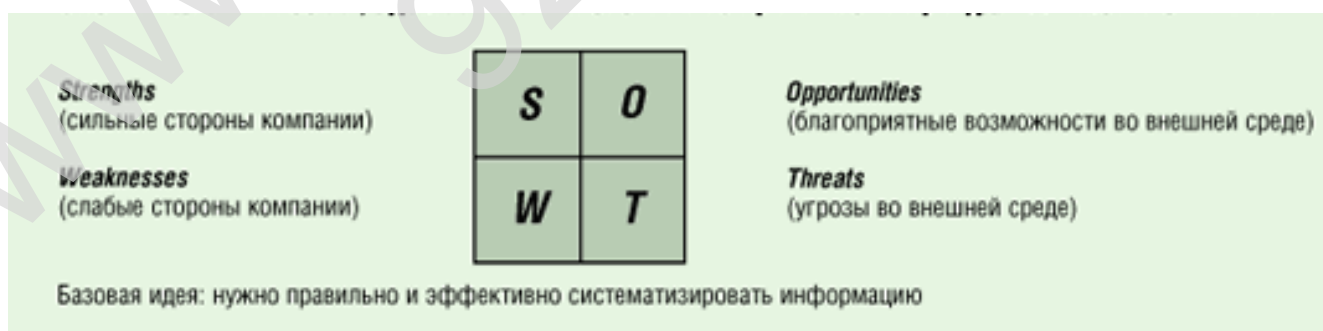 Strengths
(сильные стороны компании)
Weaknesses
(слабые стороны компании)
S O
W T
Opportunities
(благоприятные возможности во внешней среде)
Threats
(угрозы во внешней среде)
Базовая идея: нужно правильно и эффективно систематизировать информацию